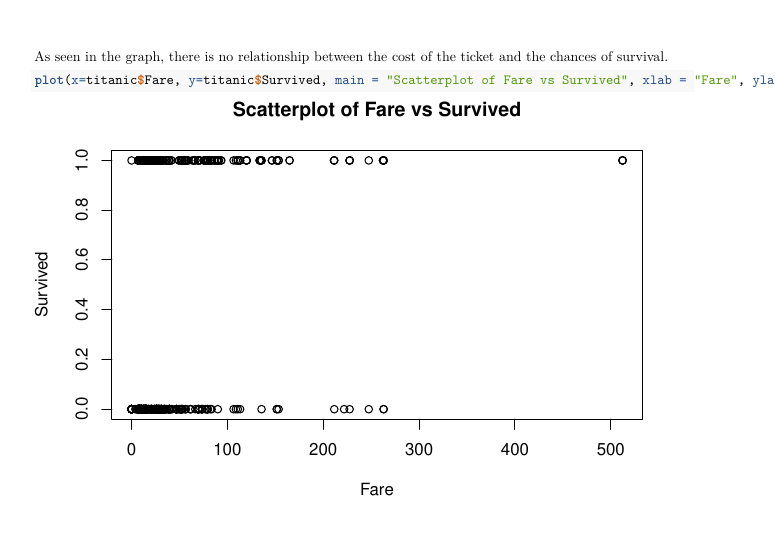 As seen in the graph, there is no relationship between the cost of the ticket and the chances of survival.
plot(x=titanic$Fare, y=titanic$Survived, main = "Scatterplot of Fare vs Survived", xlab = "Fare", yla
Scatterplot of Fare vs Survived
1.0
0.8
0.6
0.4
0.2
0.0
Survived
0 100 200 300 400 500
Fare